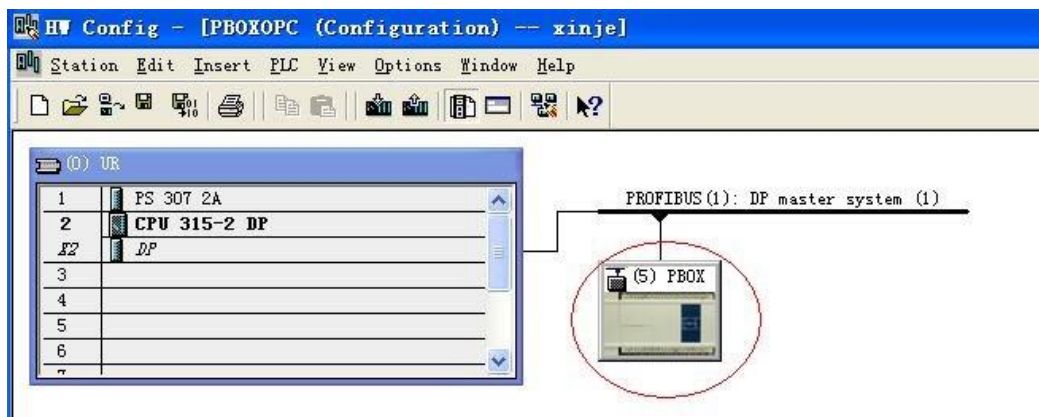 HW Config - [PBOXOPC (Configuration) -- xinje]
Station Edit Insert PLC View Options Window Help
(0) UR
1 PS 307 2A
2 CPU 315-2 DP
X2 DP
3
4
5
6
PROFIBUS(1): DP master system (1)
(5) PBOX